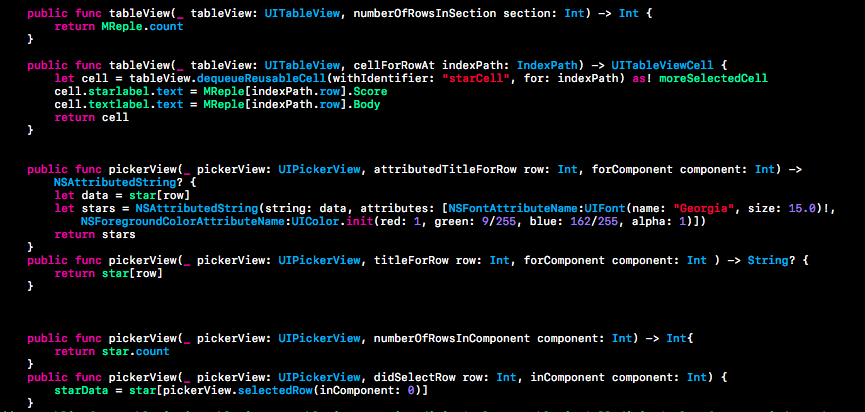 public func tableView(_ tableView: UITableView, numberOfRowsInSection section: Int) -> Int {
return MReple.count
}
public func tableView(_ tableView: UITableView, cellForRowAt indexPath: IndexPath) -> UITableViewCell {
let cell = tableView.dequeueReusableCell(withIdentifier: "starCell", for: indexPath) as! moreSelectedCell
cell.starlabel.text = MReple[indexPath.row].Score
cell.textlabel.text = MReple[indexPath.row].Body
return cell
}
public func pickerView(_ pickerView: UIPickerView, attributedTitleForRow row: Int, forComponent component: Int) ->
NSAttributedString? {
let data = star[row]
let stars = NSAttributedString(string: data, attributes: [NSFontAttributeName:UIFont(name: "Georgia", size: 15.0)!,
NSForegroundColorAttributeName:UIColor.init(red: 1, green: 9/255, blue: 162/255, alpha: 1)])
return stars
}
public func pickerView(_ pickerView: UIPickerView, titleForRow row: Int, forComponent component: Int ) -> String? {
return star[row]
}
public func pickerView(_ pickerView: UIPickerView, numberOfRowsInComponent component: Int) -> Int{
return star.count
}
public func pickerView(_ pickerView: UIPickerView, didSelectRow row: Int, inComponent component: Int) {
starData = star[pickerView.selectedRow(inComponent: 0)]
}